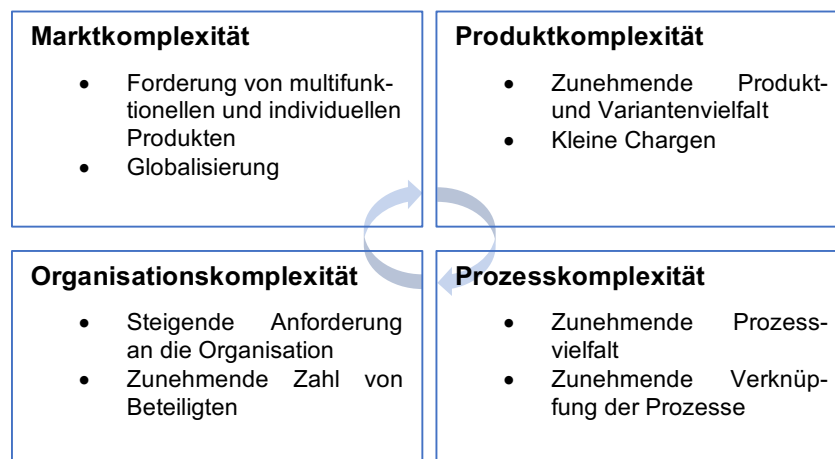 Marktkomplexität
• Forderung von multifunk-
tionellen und individuellen
Produkten
• Globalisierung
Produktkomplexität
• Zunehmende Produkt-
und Variantenvielfalt
• Kleine Chargen
Organisationskomplexität
• Steigende Anforderung
an die Organisation
• Zunehmende Zahl von
Beteiligten
Prozesskomplexität
• Zunehmende Prozess-
vielfalt
• Zunehmende Verknüp-
fung der Prozesse